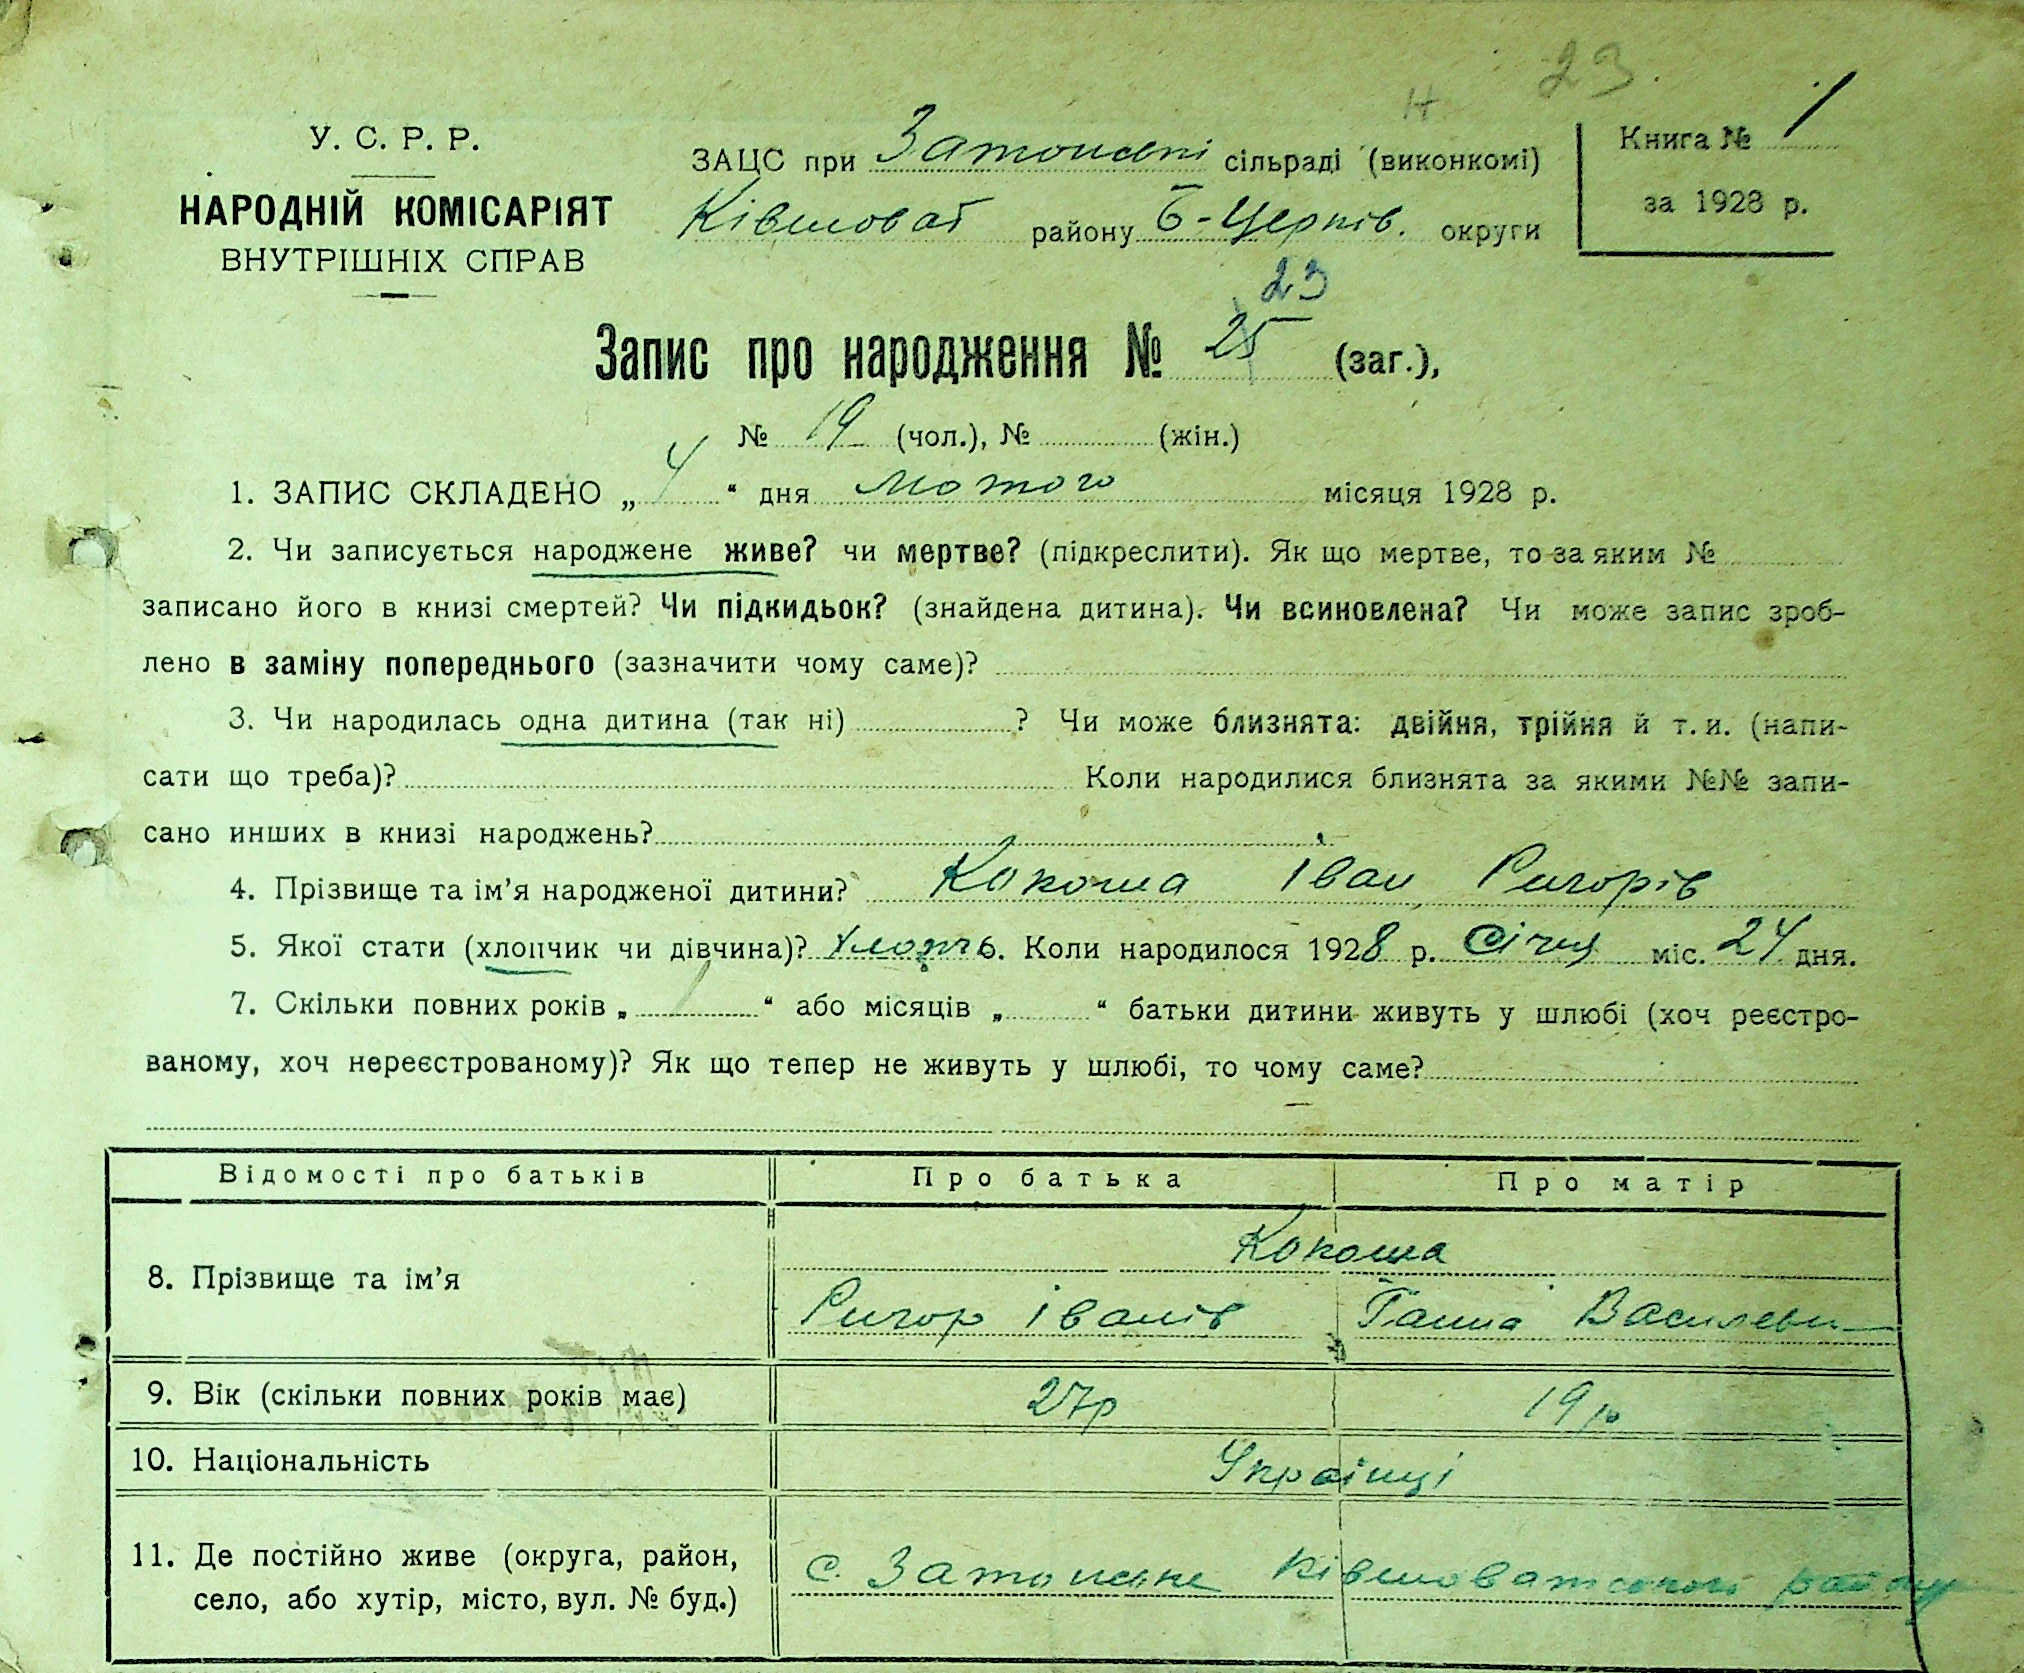 23.
н
У. С. Р. Р.
НАРОДНІЙ КОМІСАРІЯТ
ВНУТРІШНІХ СПРАВ
ЗАЦС при Затонські сільраді (виконкомі)
Ківшоват району Б-Церків. округи
Книга № 1
за 1928 р.
23
Запис про народження № 25 (заг.),
№ 19 (чол.), № (жін.)
1. ЗАПИС СКЛАДЕНО „ 4 “ дня лютого місяця 1928 р.
2. Чи записується народжене живе? чи мертве? (підкреслити). Як що мертве, то за яким №
записано його в книзі смертей? Чи підкидьок? (знайдена дитина). Чи всиновлена? Чи може запис зроб-
лено в заміну попереднього (зазначити чому саме)?
3. Чи народилась одна дитина (так ні) ? Чи може близнята: двійня, трійня й т. и. (напи-
сати що треба)? Коли народилися близнята за якими №№ запи-
сано инших в книзі народжень?
4. Прізвище та ім’я народженої дитини? Кокоша Іван Ригорів
5. Якої стати (хлопчик чи дівчина)? хлопч 6. Коли народилося 1928 р. Січня міс. 24 дня.
7. Скільки повних років „ 1 “ або місяців „ “ батьки дитини живуть у шлюбі (хоч реєстро-
ваному, хоч нереєстрованому)? Як що тепер не живуть у шлюбі, то чому саме?
Відомості про батьків Про батька Про матір
8. Прізвище та ім’я Кокоша
Ригор Іванів Ганна Василеви
9. Вік (скільки повних років має) 27р 19р
10. Національність Українці
11. Де постійно живе (округа, район,
село, або хутір, місто, вул. № буд.) с. Затонське Ківшоватського району